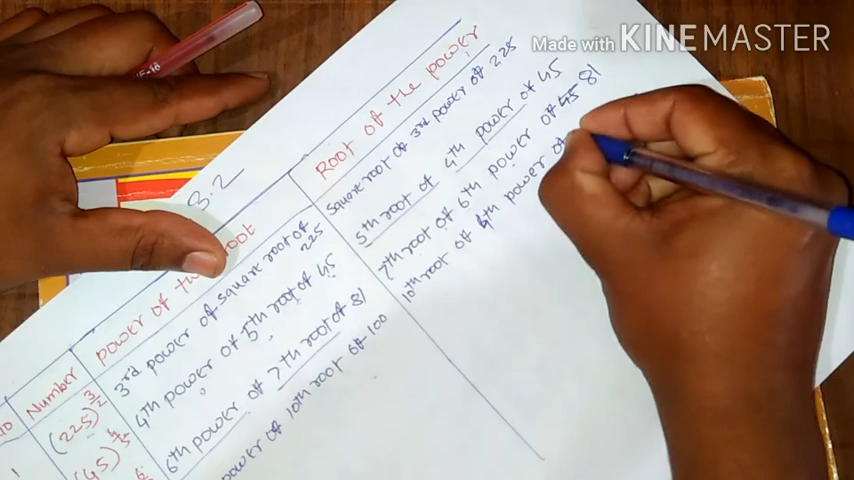 Made with KINEMASTER
Number
Power of the root
Root of the power
(225)^3/2
3rd power of square root of 225
Square root of 3rd power of 225
(45)^4/5
4th power of 5th root of 45
5th root of 4th power of 45
6th power of 7th root of 81
7th root of 6th power of 45 81
power of 10th root of 100
10th root of 4th power of